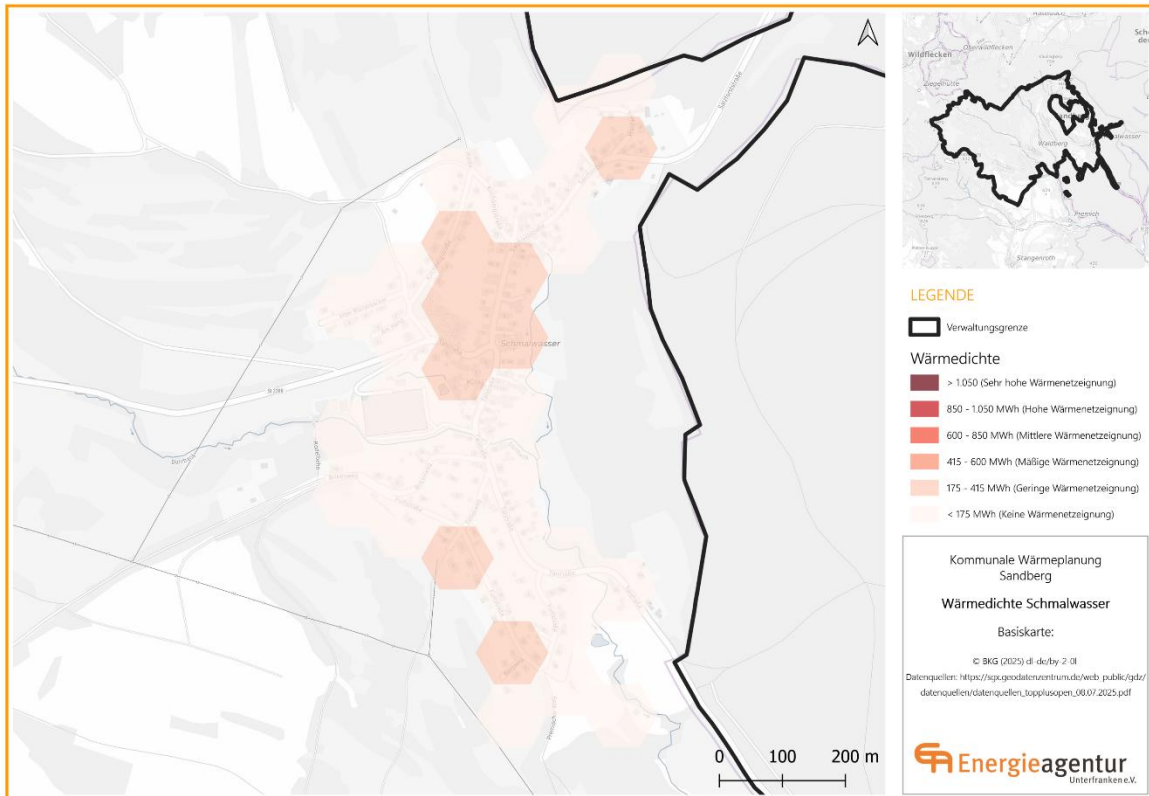 Schmalwasser
0 100 200 m
Wildflecken
Oberwildflecken
Ziegelhütte
Waldberg
Stangenroth
LEGENDE
Verwaltungsgrenze
Wärmedichte
> 1.050 (Sehr hohe Wärmenetzeignung)
850 - 1.050 MWh (Hohe Wärmenetzeignung)
600 - 850 MWh (Mittlere Wärmenetzeignung)
415 - 600 MWh (Mäßige Wärmenetzeignung)
175 - 415 MWh (Geringe Wärmenetzeignung)
< 175 MWh (Keine Wärmenetzeignung)
Kommunale Wärmeplanung
Sandberg
Wärmedichte Schmalwasser
Basiskarte:
© BKG (2025) dl-de/by-2-0l
Datenquellen: https://sgx.geodatenzentrum.de/web_public/gdz/
datenquellen/datenquellen_topplusopen_08.07.2025.pdf
Energieagentur
Unterfranken e.V.